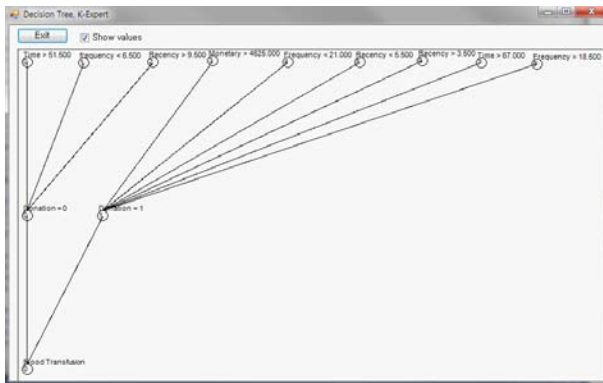 Decision Tree, K-Expert
Exit
Show values
Time > 51.500
Frequency < 6.500
Recency > 9.500
Monetary > 4625.000
Frequency < 21.000
Recency < 5.500
Recency > 3.500
Time > 67.000
Frequency > 18.500
Donation = 0
Donation = 1
Blood Transfusion